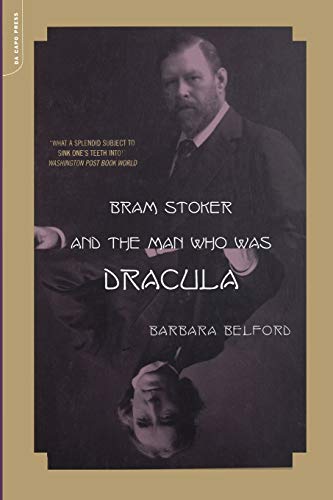 DA CAPO PRESS
"WHAT A SPLENDID SUBJECT TO
SINK ONE'S TEETH INTO!"
WASHINGTON POST BOOK WORLD
BRAM STOKER
AND THE MAN WHO WAS
DRACULA
BARBARA BELFORD